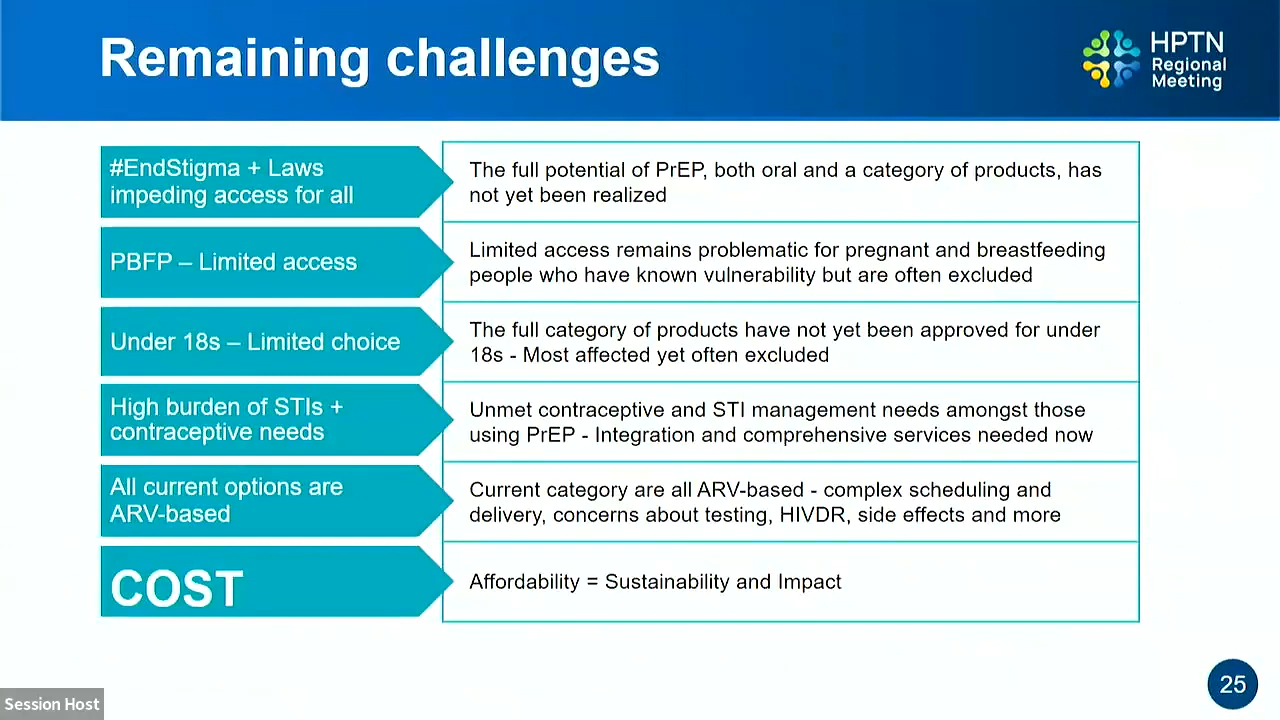 Remaining challenges
HPTN
Regional
Meeting
#EndStigma + Laws
impeding access for all
The full potential of PrEP, both oral and a category of products, has
not yet been realized
PBFP – Limited access
Limited access remains problematic for pregnant and breastfeeding
people who have known vulnerability but are often excluded
Under 18s – Limited choice
The full category of products have not yet been approved for under
18s - Most affected yet often excluded
High burden of STIs +
contraceptive needs
Unmet contraceptive and STI management needs amongst those
using PrEP - Integration and comprehensive services needed now
All current options are
ARV-based
Current category are all ARV-based - complex scheduling and
delivery, concerns about testing, HIVDR, side effects and more
COST
Affordability = Sustainability and Impact
25
Session Host